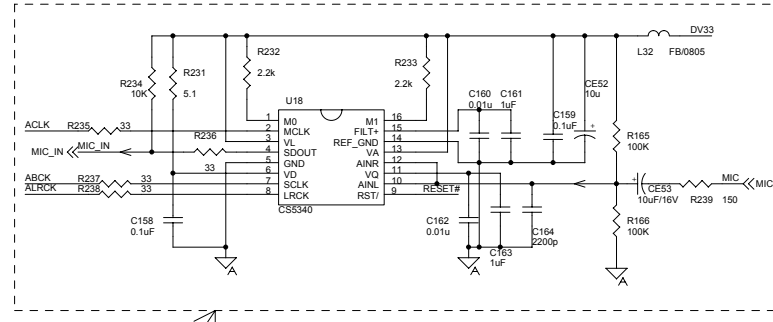 DV33
L32 FB/0805
R232
2.2k
R233
2.2k
R234
10K
R231
5.1
U18
C160
0.01u
C161
1uF
CE52
10u
C159
0.1uF
1 M0
2 MCLK
3 VL
4 SDOUT
5 GND
6 VD
7 SCLK
8 LRCK
M1 16
FILT+ 15
REF_GND 14
VA 13
AINR 12
VQ 11
AINL 10
RST/ 9
CS5340
ACLK R235 33
MIC_IN MIC_IN
R236
33
ABCK R237 33
ALRCK R238 33
RESET#
R165
100K
CE53
10uF/16V
R239
150
MIC MIC
R166
100K
C158
0.1uF
C162
0.01u
C163
1uF
C164
2200p
A
A
A